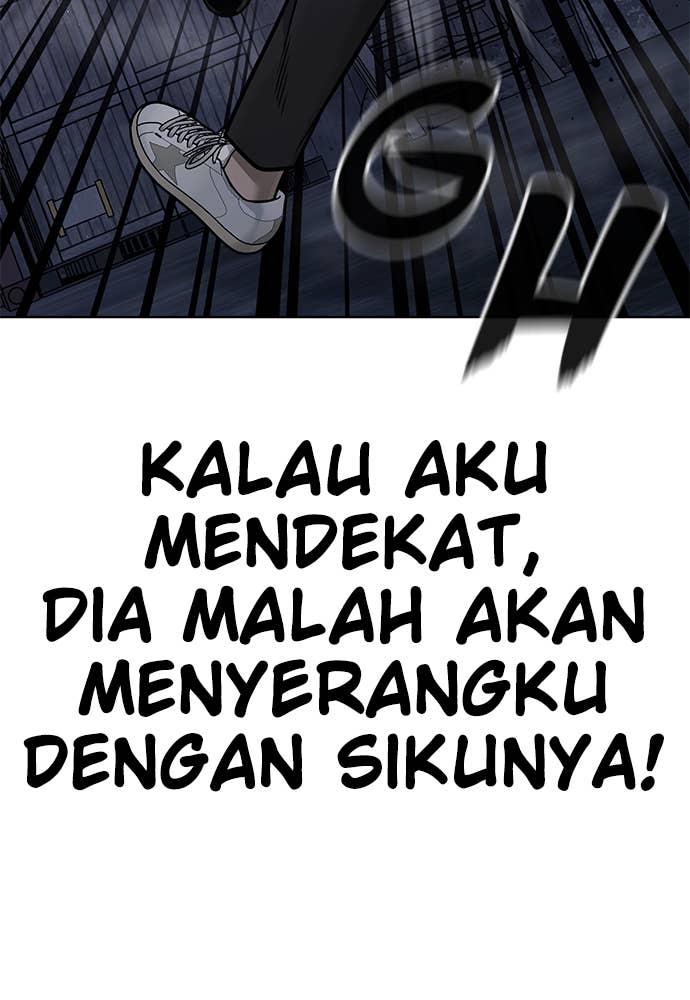 GH
KALAU AKU
MENDEKAT,
DIA MALAH AKAN
MENYERANGKU
DENGAN SIKUNYA!